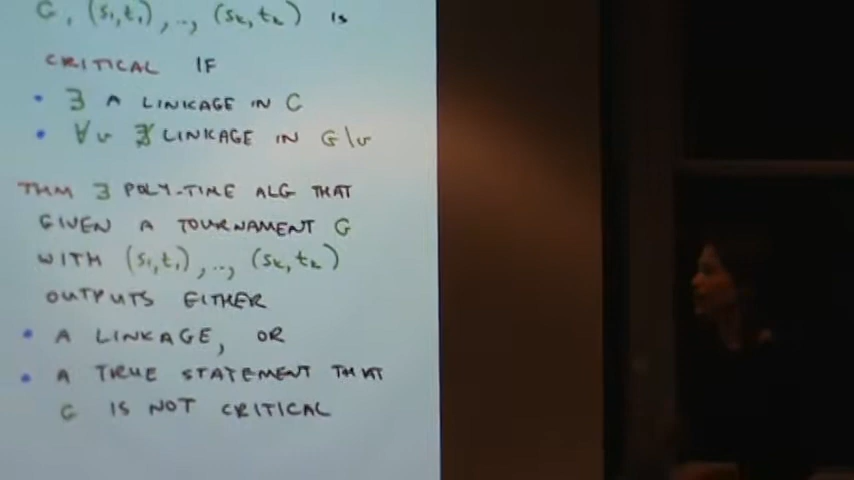 G, (s₁,t₁),.., (sₖ,tₖ) IS
CRITICAL IF
• ∃ A LINKAGE IN G
• ∀v ∄ LINKAGE IN G\v
THM ∃ POLY-TIME ALG THAT
GIVEN A TOURNAMENT G
WITH (s₁,t₁),.., (sₖ,tₖ)
OUTPUTS EITHER
• A LINKAGE, OR
• A TRUE STATEMENT THAT
G IS NOT CRITICAL